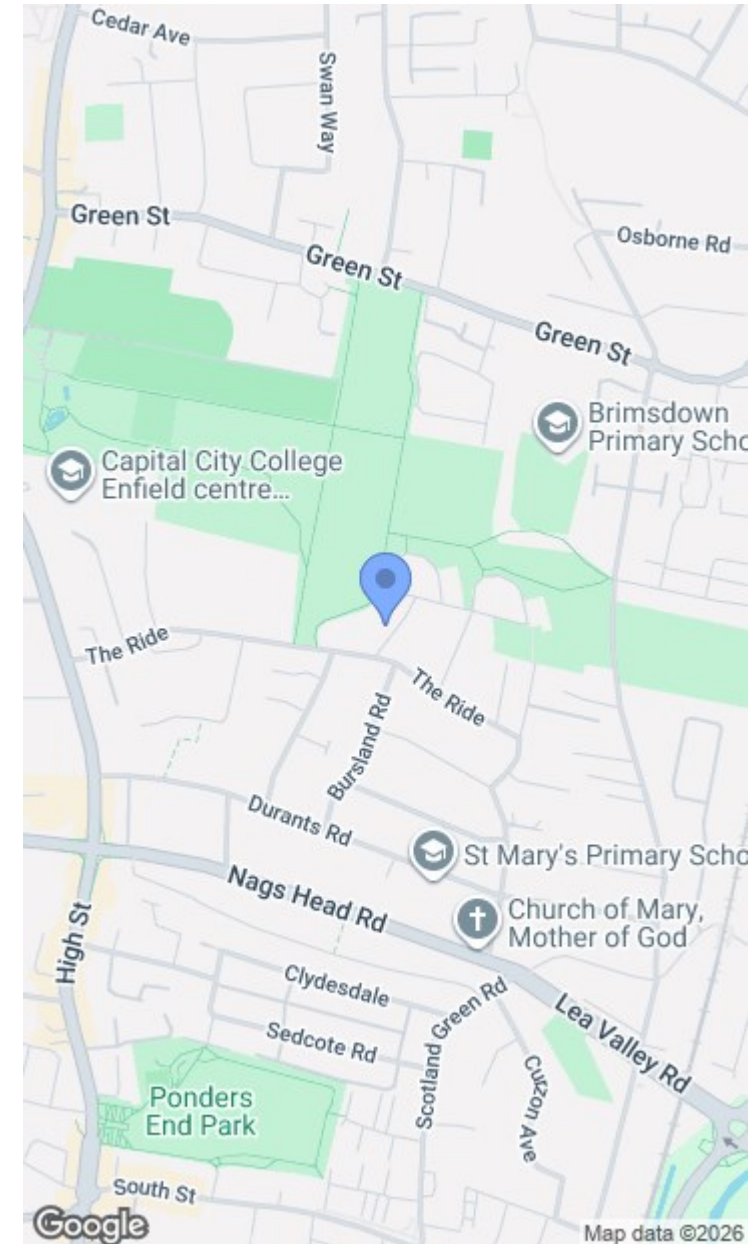 Cedar Ave
Swan Way
Green St
Green St
Osborne Rd
Green St
Brimsdown
Primary Scho
Capital City College
Enfield centre...
The Ride
The Ride
Bursland Rd
Durants Rd
St Mary's Primary Scho
Nags Head Rd
Church of Mary,
Mother of God
High St
Clydesdale
Scotland Green Rd
Lea Valley Rd
Sedcote Rd
Curzon Ave
Ponders
End Park
South St
Google
Map data ©2026